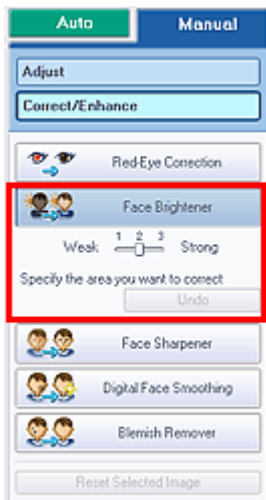 Auto Manual
Adjust
Correct/Enhance
Red-Eye Correction
Face Brightener
1 2 3
Weak Strong
Specify the area you want to correct
Undo
Face Sharpener
Digital Face Smoothing
Blemish Remover
Reset Selected Image